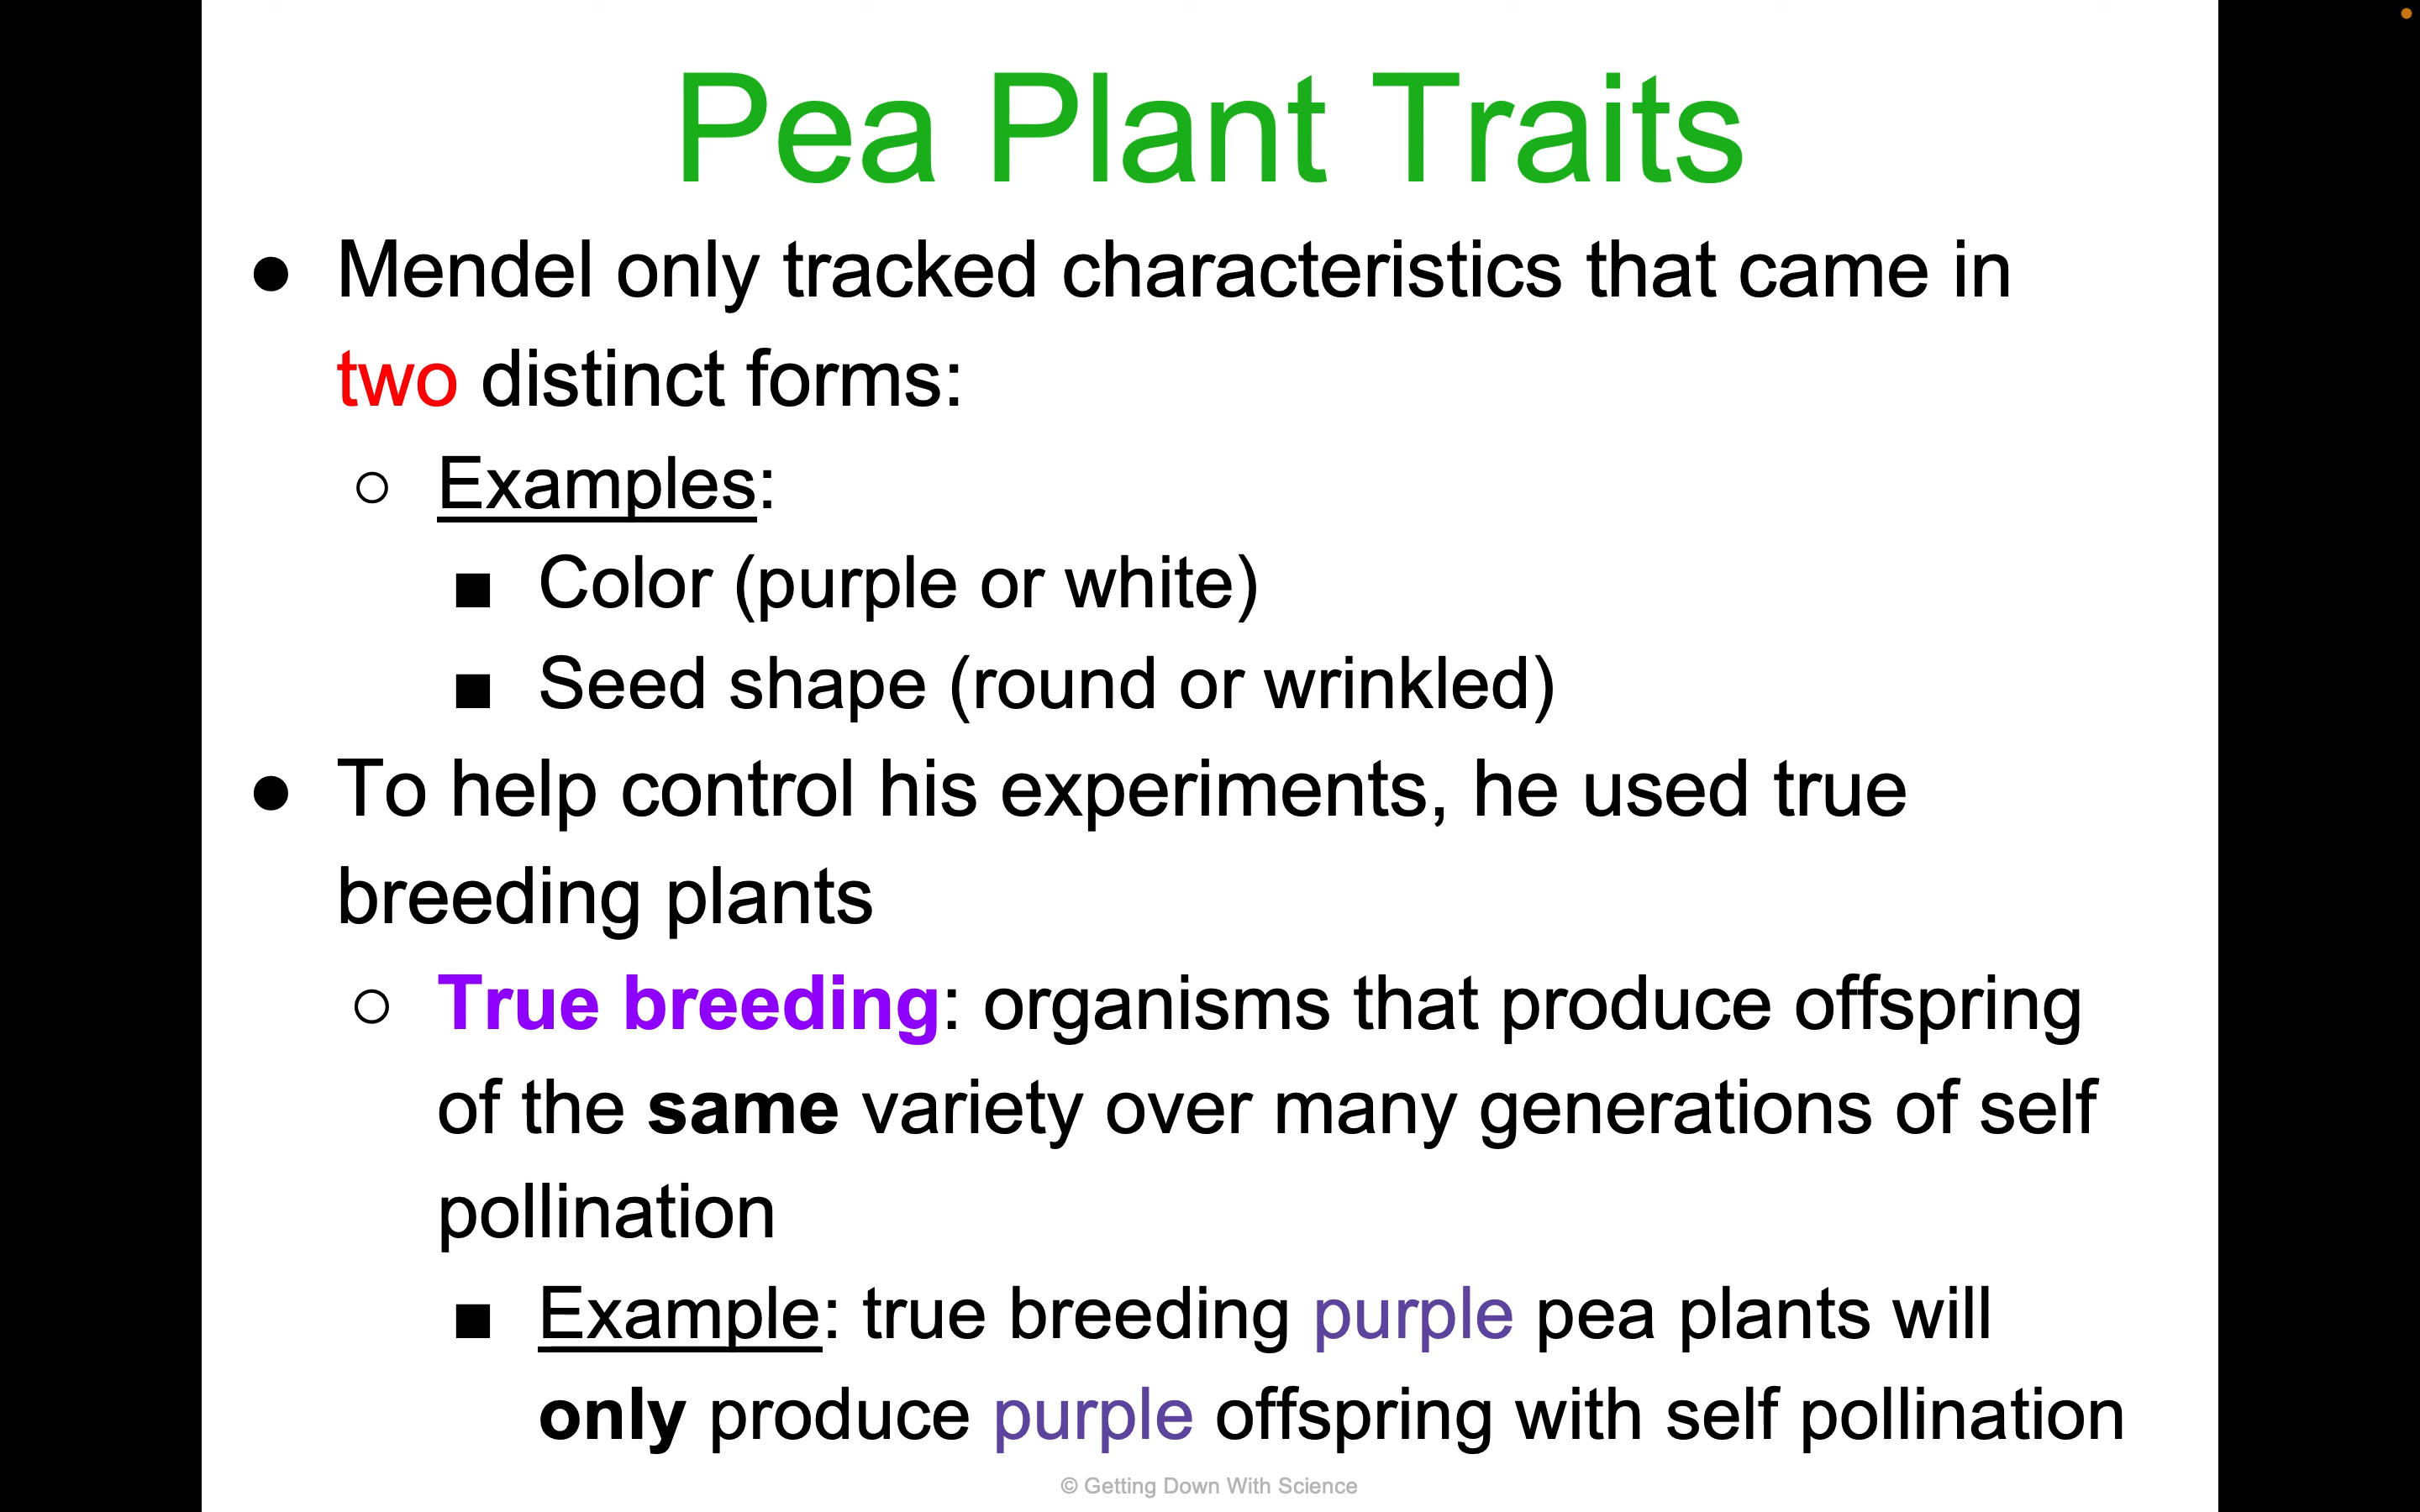 Pea Plant Traits
● Mendel only tracked characteristics that came in
two distinct forms:
○ Examples:
■ Color (purple or white)
■ Seed shape (round or wrinkled)
● To help control his experiments, he used true
breeding plants
○ True breeding: organisms that produce offspring
of the same variety over many generations of self
pollination
■ Example: true breeding purple pea plants will
only produce purple offspring with self pollination
© Getting Down With Science